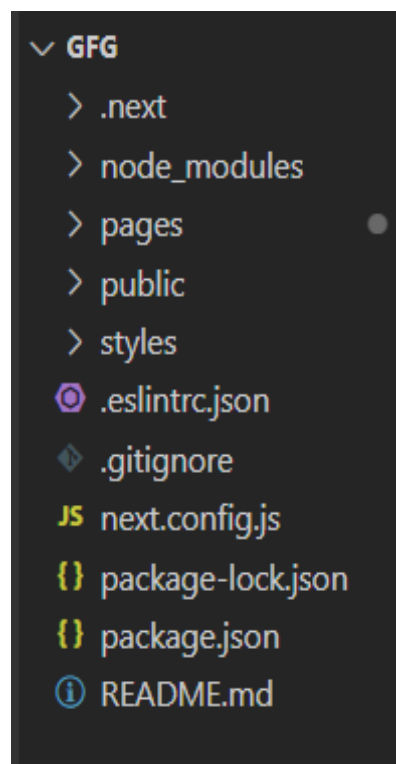 GFG
.next
node_modules
pages
public
styles
.eslintrc.json
.gitignore
JS next.config.js
{} package-lock.json
{} package.json
README.md